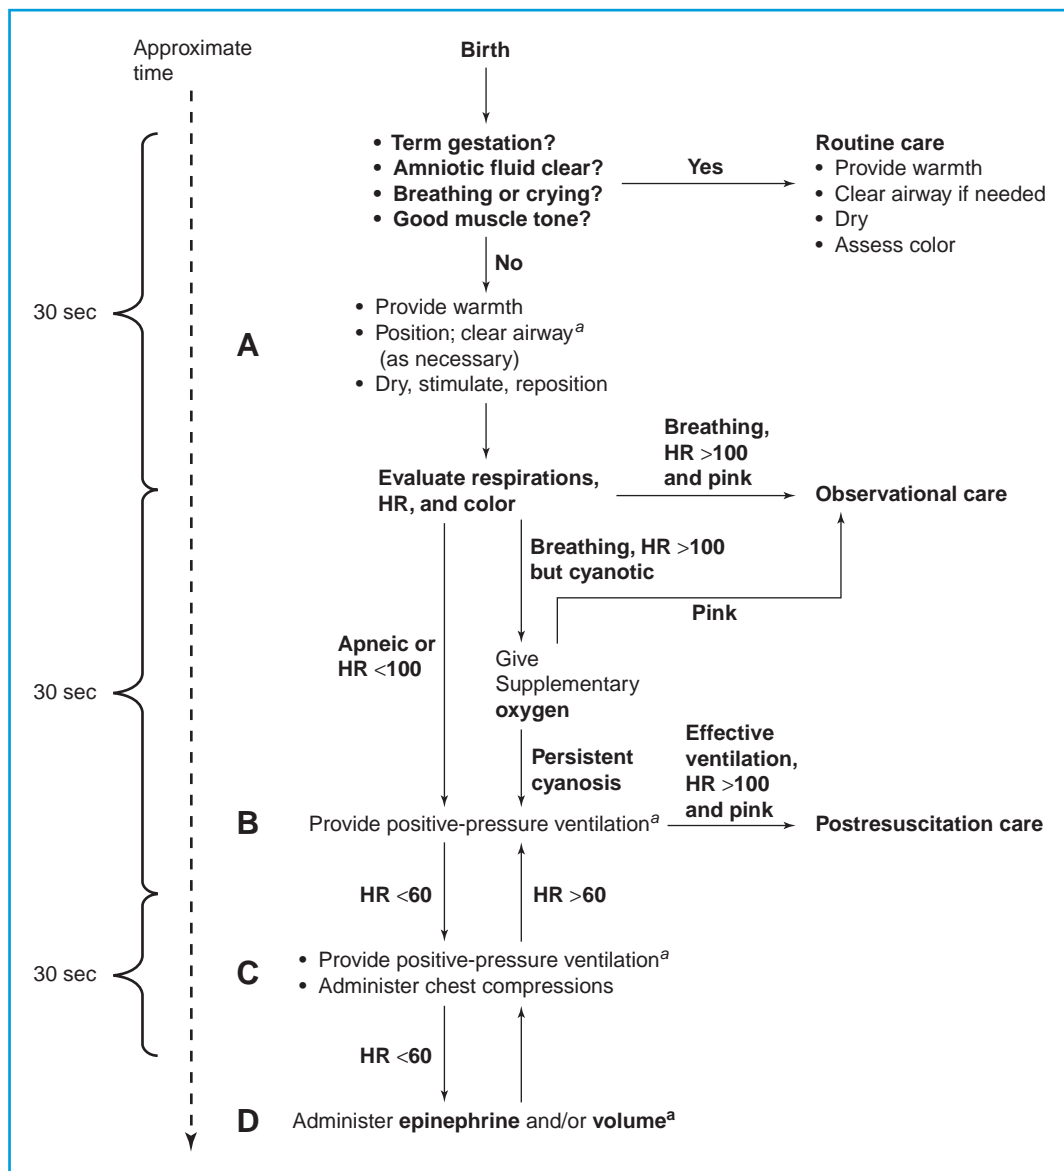 Approximate
time
Birth
• Term gestation?
• Amniotic fluid clear?
• Breathing or crying?
• Good muscle tone?
Yes
Routine care
• Provide warmth
• Clear airway if needed
• Dry
• Assess color
No
30 sec
A
• Provide warmth
• Position; clear airwayᵃ
(as necessary)
• Dry, stimulate, reposition
Breathing,
HR >100
and pink
Evaluate respirations,
HR, and color
Observational care
Breathing, HR >100
but cyanotic
Pink
Apneic or
HR <100
30 sec
Give
Supplementary
oxygen
Persistent
cyanosis
Effective
ventilation,
HR >100
and pink
B
Provide positive-pressure ventilationᵃ
Postresuscitation care
HR <60
HR >60
30 sec
C
• Provide positive-pressure ventilationᵃ
• Administer chest compressions
HR <60
D
Administer epinephrine and/or volumeᵃ